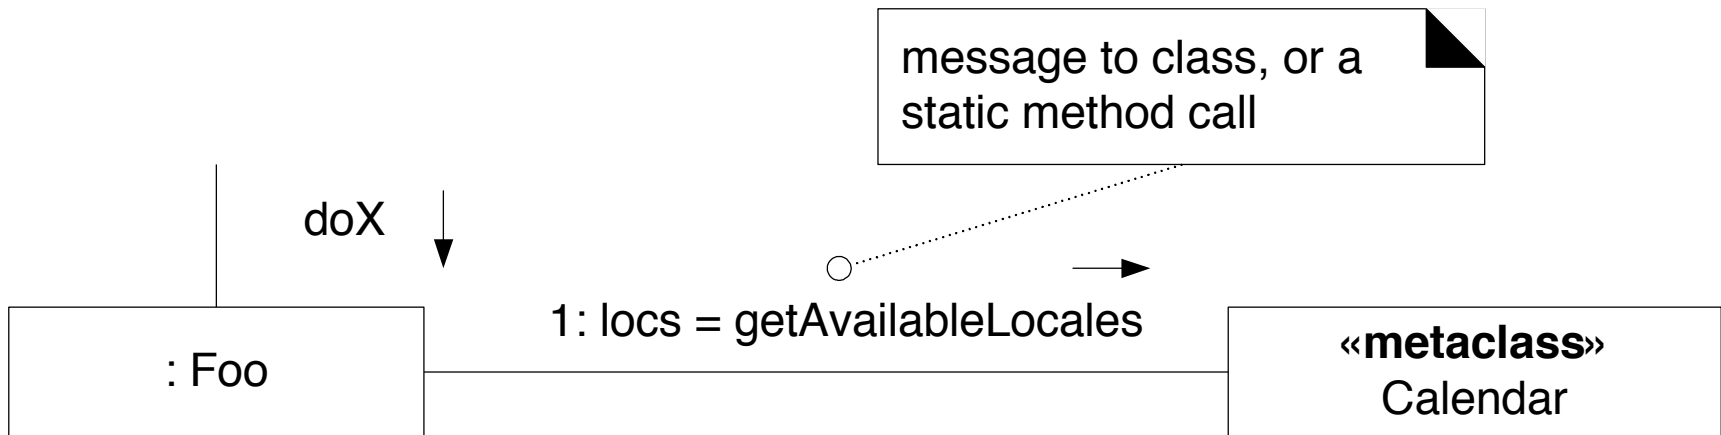 message to class, or a
static method call
doX
1: locs = getAvailableLocales
: Foo
«metaclass»
Calendar